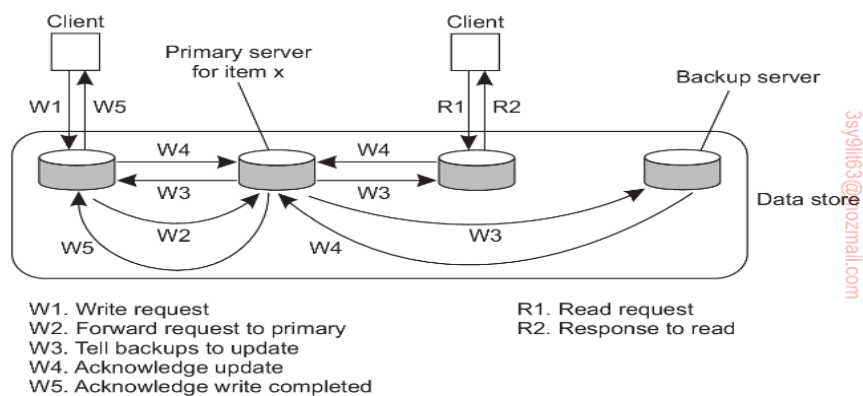 Client
Client
Primary server
for item x
Backup server
W1
W5
R1
R2
W4
W4
W3
W3
W2
W5
W3
W4
Data store
W1. Write request
W2. Forward request to primary
W3. Tell backups to update
W4. Acknowledge update
W5. Acknowledge write completed
R1. Read request
R2. Response to read